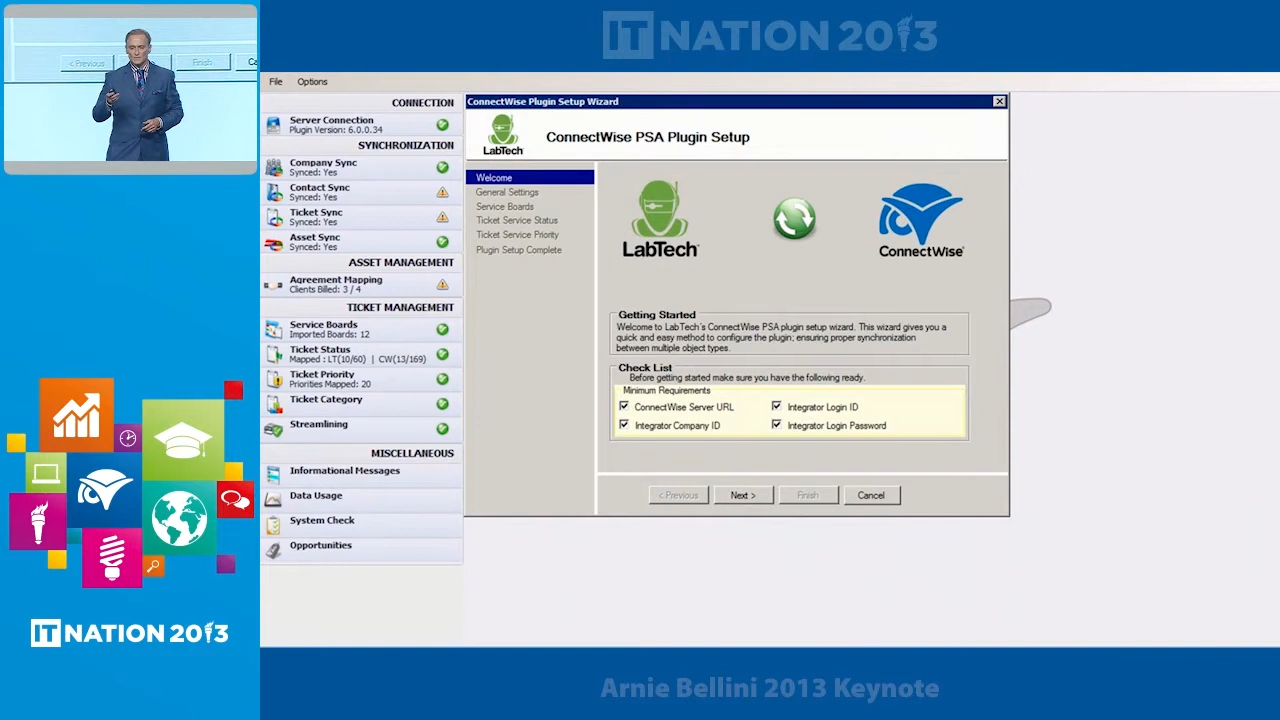 IT NATION 2013
< Previous
Finish
File
Options
CONNECTION
Server Connection
Plugin Version: 6.0.0.34
SYNCHRONIZATION
Company Sync
Synced: Yes
Contact Sync
Synced: Yes
Ticket Sync
Synced: Yes
Asset Sync
Synced: Yes
ASSET MANAGEMENT
Agreement Mapping
Clients Billed: 3 / 4
TICKET MANAGEMENT
Service Boards
Imported Boards: 12
Ticket Status
Mapped : LT(10/60) | CW(13/169)
Ticket Priority
Priorities Mapped: 20
Ticket Category
Streamlining
MISCELLANEOUS
Informational Messages
Data Usage
System Check
Opportunities
ConnectWise Plugin Setup Wizard
LabTech
ConnectWise PSA Plugin Setup
Welcome
General Settings
Service Boards
Ticket Service Status
Ticket Service Priority
Plugin Setup Complete
LabTech
ConnectWise
Getting Started
Welcome to LabTech's ConnectWise PSA plugin setup wizard. This wizard gives you a
quick and easy method to configure the plugin; ensuring proper synchronization
between multiple object types.
Check List
Before getting started make sure you have the following ready.
Minimum Requirements
ConnectWise Server URL
Integrator Login ID
Integrator Company ID
Integrator Login Password
< Previous
Next >
Finish
Cancel
IT NATION 2013
Arnie Bellini 2013 Keynote